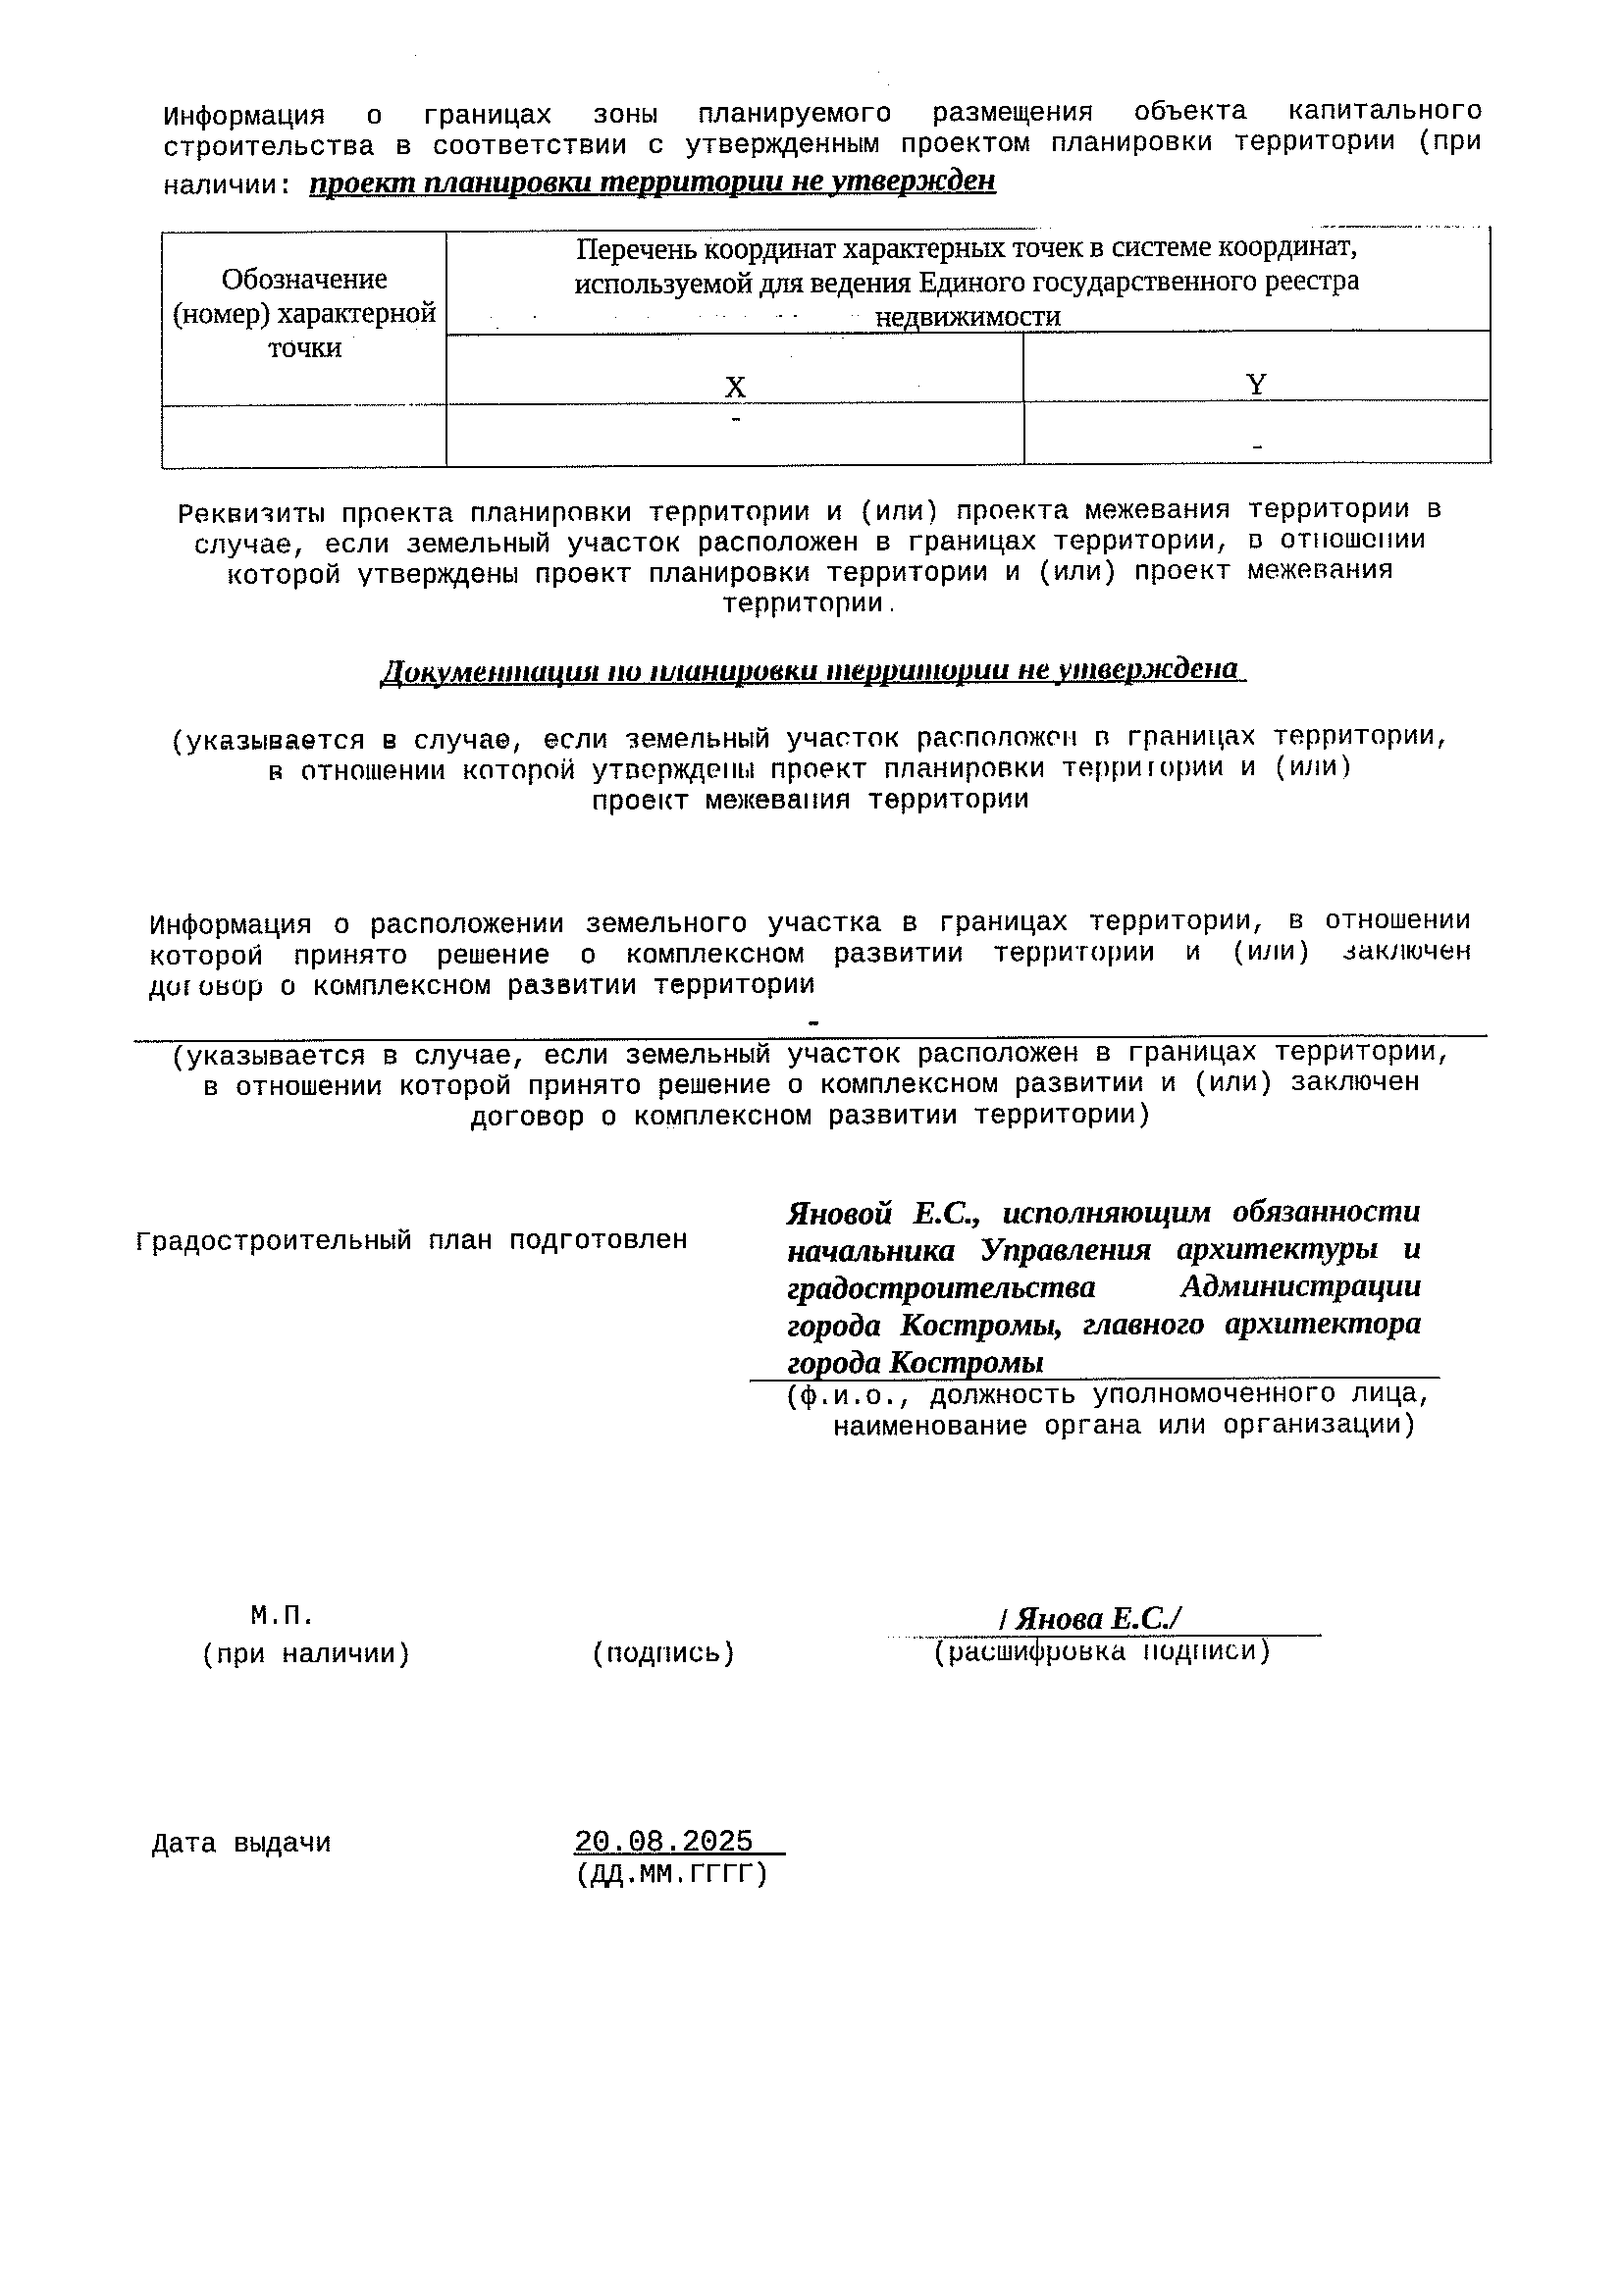 Информация о границах зоны планируемого размещения объекта капитального
строительства в соответствии с утвержденным проектом планировки территории (при
наличии: проект планировки территории не утвержден
Обозначение
(номер) характерной
точки
Перечень координат характерных точек в системе координат,
используемой для ведения Единого государственного реестра
недвижимости
X
Y
-
-
Реквизиты проекта планировки территории и (или) проекта межевания территории в
случае, если земельный участок расположен в границах территории, в отношении
которой утверждены проект планировки территории и (или) проект межевания
территории.
Документация по планировки территории не утверждена
(указывается в случае, если земельный участок расположен в границах территории,
в отношении которой утверждены проект планировки территории и (или)
проект межевания территории
Информация о расположении земельного участка в границах территории, в отношении
которой принято решение о комплексном развитии территории и (или) заключен
договор о комплексном развитии территории
-
(указывается в случае, если земельный участок расположен в границах территории,
в отношении которой принято решение о комплексном развитии и (или) заключен
договор о комплексном развитии территории)
Градостроительный план подготовлен
Яновой Е.С., исполняющим обязанности
начальника Управления архитектуры и
градостроительства Администрации
города Костромы, главного архитектора
города Костромы
(ф.и.о., должность уполномоченного лица,
наименование органа или организации)
М.П.
(при наличии)
(подпись)
/ Янова Е.С./
(расшифровка подписи)
Дата выдачи
20.08.2025
(ДД.ММ.ГГГГ)